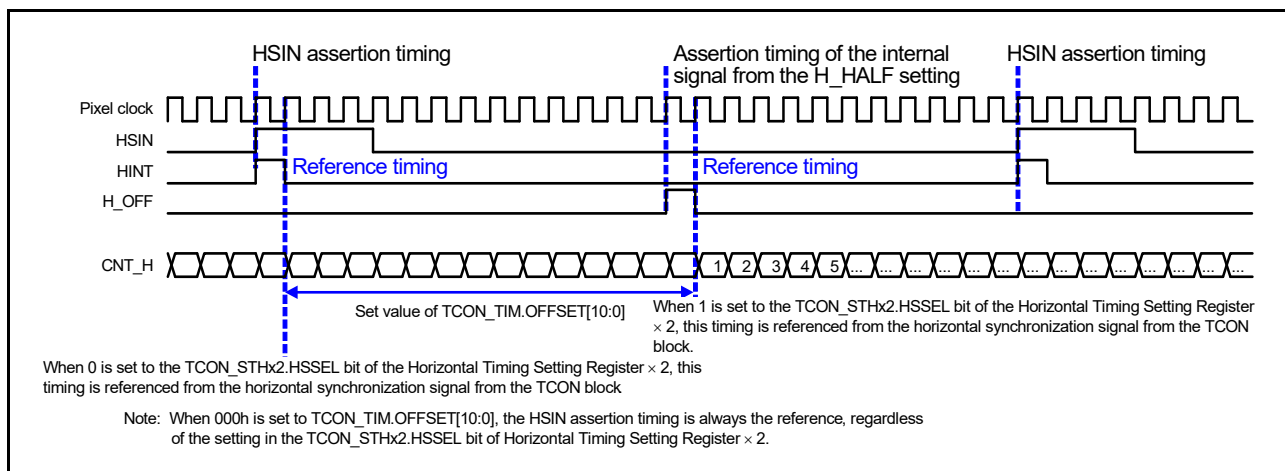 HSIN assertion timing
Assertion timing of the internal
signal from the H_HALF setting
HSIN assertion timing
Pixel clock
HSIN
HINT
Reference timing
Reference timing
H_OFF
CNT_H
1 2 3 4 5 ... ... ... ... ... ... ... ... ... ... ... ... ... ...
Set value of TCON_TIM.OFFSET[10:0]
When 1 is set to the TCON_STHx2.HSSEL bit of the Horizontal Timing Setting Register
× 2, this timing is referenced from the horizontal synchronization signal from the TCON
block.
When 0 is set to the TCON_STHx2.HSSEL bit of the Horizontal Timing Setting Register × 2, this
timing is referenced from the horizontal synchronization signal from the TCON block
Note: When 000h is set to TCON_TIM.OFFSET[10:0], the HSIN assertion timing is always the reference, regardless
of the setting in the TCON_STHx2.HSSEL bit of Horizontal Timing Setting Register × 2.